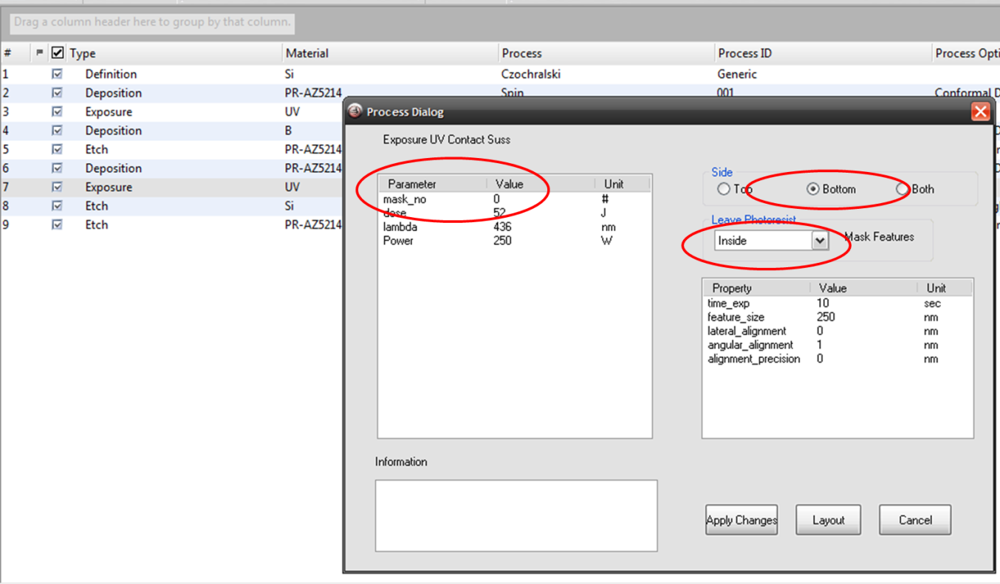 Drag a column header here to group by that column.
# Type Material Process Process ID Process Opti
1 Definition Si Czochralski Generic
2 Deposition PR-AZ5214 Spin 001 Conformal D
3 Exposure UV
4 Deposition B
5 Etch PR-AZ5214
6 Deposition PR-AZ5214
7 Exposure UV
8 Etch Si
9 Etch PR-AZ5214
Process Dialog
Exposure UV Contact Suss
Parameter Value Unit
mask_no 0 #
dose 52 J
lambda 436 nm
Power 250 W
Side
Top Bottom Both
Leave Photoresist
Inside Mask Features
Property Value Unit
time_exp 10 sec
feature_size 250 nm
lateral_alignment 0 nm
angular_alignment 1 nm
alignment_precision 0 nm
Information
Apply Changes Layout Cancel